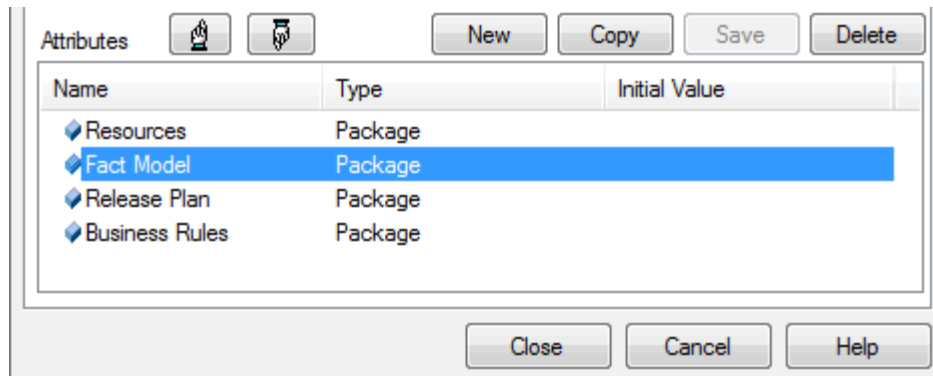 Attributes New Copy Save Delete
Name Type Initial Value
Resources Package
Fact Model Package
Release Plan Package
Business Rules Package
Close Cancel Help